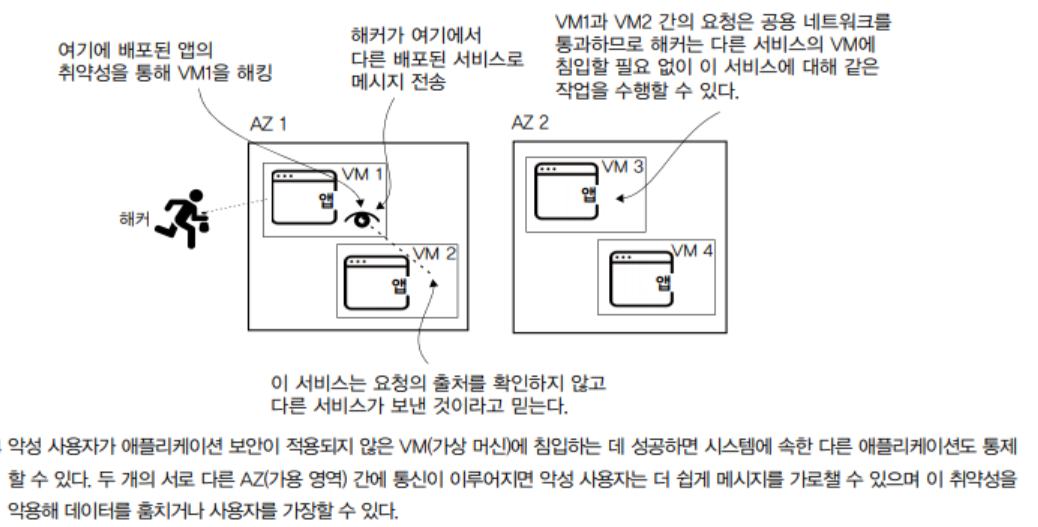 여기에 배포된 앱의
취약성을 통해 VM1을 해킹
해커가 여기에서
다른 배포된 서비스로
메시지 전송
VM1과 VM2 간의 요청은 공용 네트워크를
통과하므로 해커는 다른 서비스의 VM에
침입할 필요 없이 이 서비스에 대해 같은
작업을 수행할 수 있다.
AZ 1
AZ 2
VM 1
앱
VM 3
앱
해커
VM 2
앱
VM 4
앱
이 서비스는 요청의 출처를 확인하지 않고
다른 서비스가 보낸 것이라고 믿는다.
악성 사용자가 애플리케이션 보안이 적용되지 않은 VM(가상 머신)에 침입하는 데 성공하면 시스템에 속한 다른 애플리케이션도 통제
할 수 있다. 두 개의 서로 다른 AZ(가용 영역) 간에 통신이 이루어지면 악성 사용자는 더 쉽게 메시지를 가로챌 수 있으며 이 취약성을
악용해 데이터를 훔치거나 사용자를 가장할 수 있다.